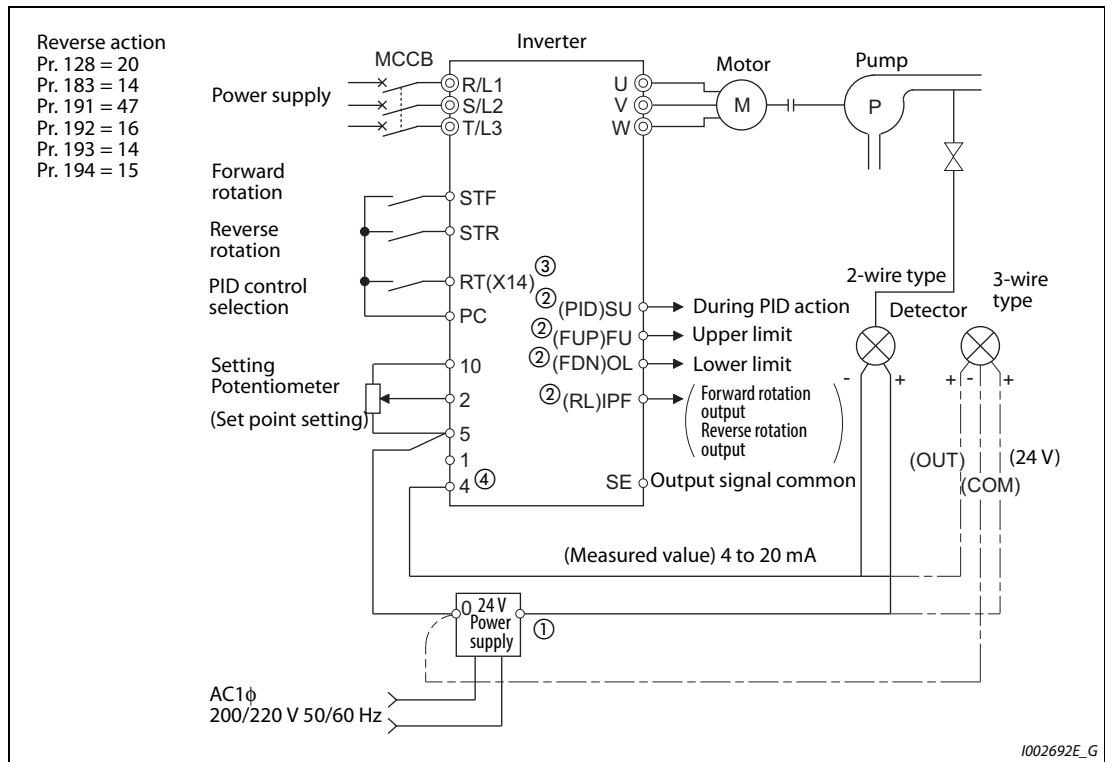 Reverse action
Pr. 128 = 20
Pr. 183 = 14
Pr. 191 = 47
Pr. 192 = 16
Pr. 193 = 14
Pr. 194 = 15
Inverter
MCCB
Power supply
R/L1
S/L2
T/L3
U
V
W
Motor
M
Pump
P
Forward
rotation
STF
Reverse
rotation
STR
PID control
selection
RT(X14) ③
PC
Setting
Potentiometer
(Set point setting)
10
2
5
1
4 ④
② (PID)SU
During PID action
② (FUP)FU
Upper limit
② (FDN)OL
Lower limit
② (RL)IPF
( Forward rotation
output
Reverse rotation
output )
SE
Output signal common
2-wire type
3-wire
type
Detector
- +
+ - +
(OUT)
(24 V)
(COM)
(Measured value) 4 to 20 mA
0 24 V
Power
supply
①
AC1ϕ
200/220 V 50/60 Hz
I002692E_G